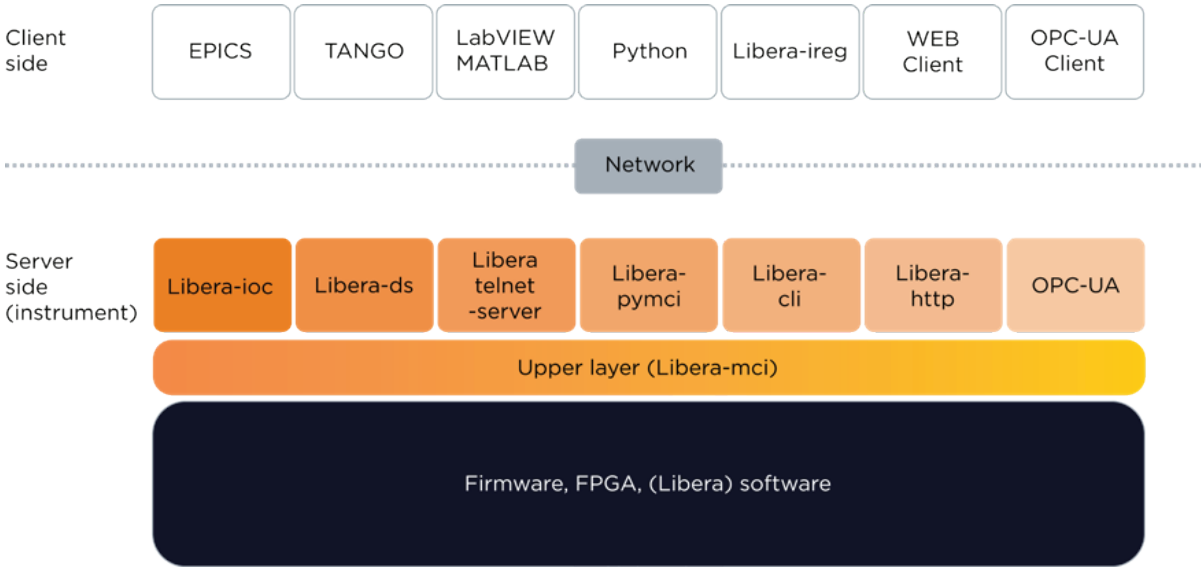 Client
side
EPICS
TANGO
LabVIEW
MATLAB
Python
Libera-ireg
WEB
Client
OPC-UA
Client
Network
Server
side
(instrument)
Libera-ioc
Libera-ds
Libera
telnet
-server
Libera-
pymci
Libera-
cli
Libera-
http
OPC-UA
Upper layer (Libera-mci)
Firmware, FPGA, (Libera) software